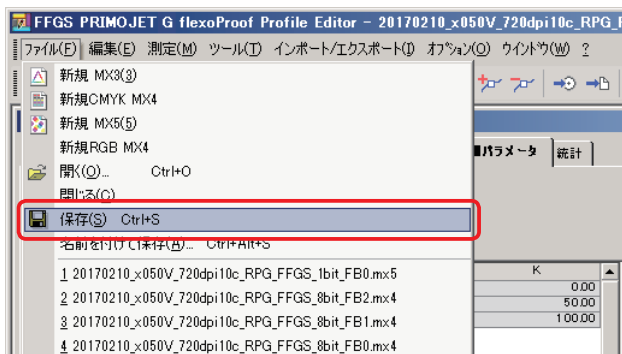 FFGS PRIMOJET G flexoProof Profile Editor - 20170210_x050V_720dpi10c_RPG_F
ファイル(F) 編集(E) 測定(M) ツール(T) インポート/エクスポート(I) オプション(O) ウインドウ(W) ?
新規 MX3(3)
新規CMYK MX4
新規 MX5(5)
新規RGB MX4
開く(O)... Ctrl+O
閉じる(C)
保存(S) Ctrl+S
名前を付けて保存(A)... Ctrl+Alt+S
1 20170210_x050V_720dpi10c_RPG_FFGS_1bit_FB0.mx5
2 20170210_x050V_720dpi10c_RPG_FFGS_8bit_FB2.mx4
3 20170210_x050V_720dpi10c_RPG_FFGS_8bit_FB1.mx4
4 20170210_x050V_720dpi10c_RPG_FFGS_8bit_FB0.mx4
パラメータ 統計
K
0.00
50.00
100.00